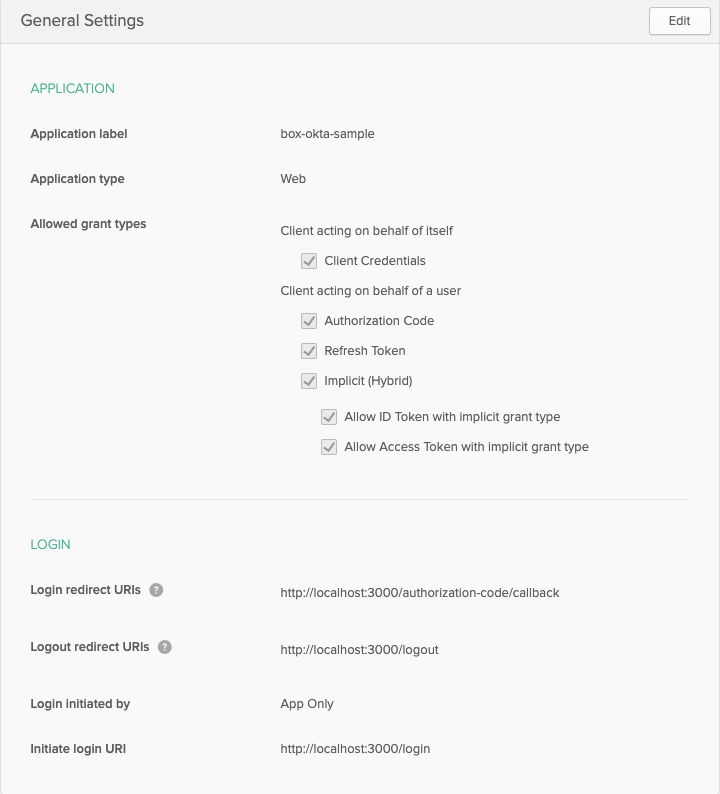 General Settings
Edit
APPLICATION
Application label
box-okta-sample
Application type
Web
Allowed grant types
Client acting on behalf of itself
Client Credentials
Client acting on behalf of a user
Authorization Code
Refresh Token
Implicit (Hybrid)
Allow ID Token with implicit grant type
Allow Access Token with implicit grant type
LOGIN
Login redirect URIs ?
http://localhost:3000/authorization-code/callback
Logout redirect URIs ?
http://localhost:3000/logout
Login initiated by
App Only
Initiate login URI
http://localhost:3000/login